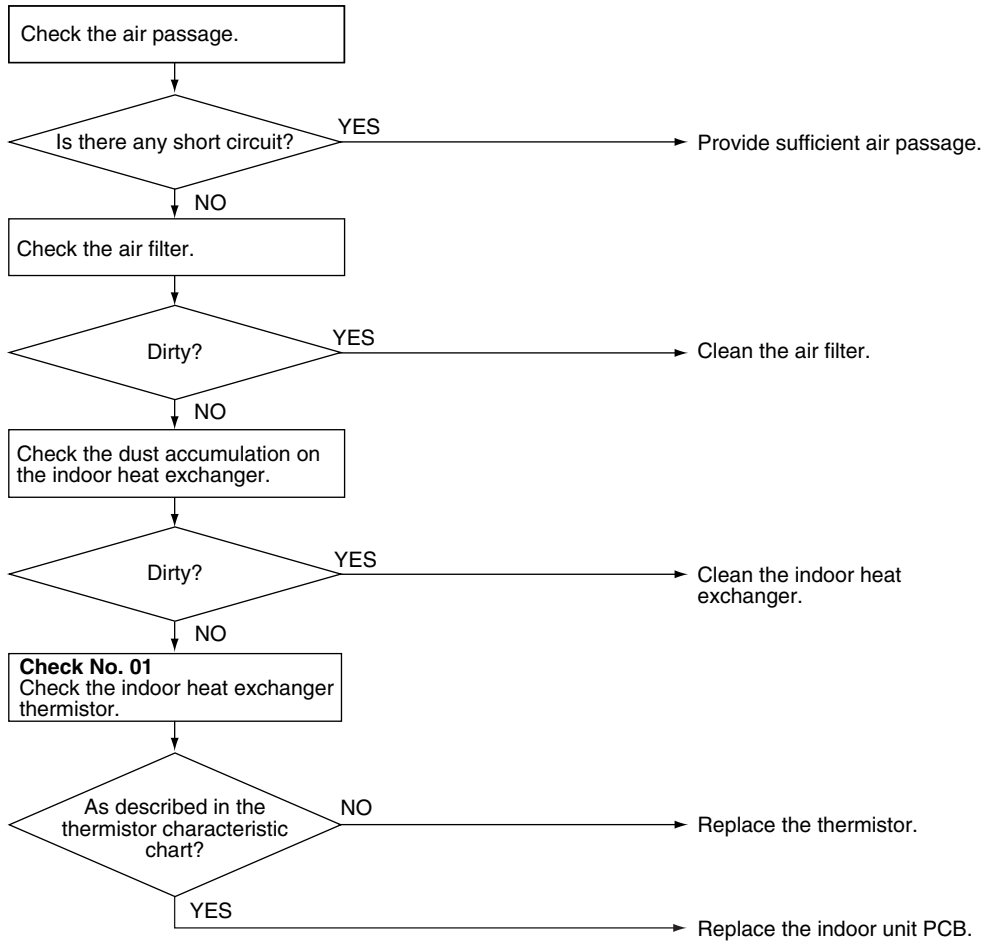 Check the air passage.
Is there any short circuit?
YES
Provide sufficient air passage.
NO
Check the air filter.
Dirty?
YES
Clean the air filter.
NO
Check the dust accumulation on
the indoor heat exchanger.
Dirty?
YES
Clean the indoor heat
exchanger.
NO
Check No. 01
Check the indoor heat exchanger
thermistor.
As described in the
thermistor characteristic
chart?
NO
Replace the thermistor.
YES
Replace the indoor unit PCB.